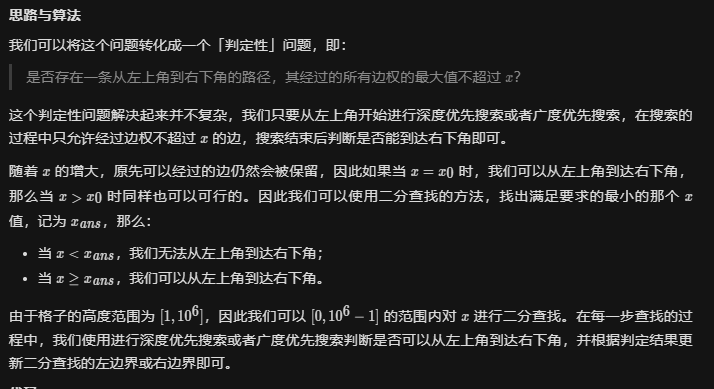 思路与算法
我们可以将这个问题转化成一个「判定性」问题，即：
是否存在一条从左上角到右下角的路径，其经过的所有边权的最大值不超过 x？
这个判定性问题解决起来并不复杂，我们只要从左上角开始进行深度优先搜索或者广度优先搜索，在搜索的
过程中只允许经过边权不超过 x 的边，搜索结束后判断是否能到达右下角即可。
随着 x 的增大，原先可以经过的边仍然会被保留，因此如果当 x = x0 时，我们可以从左上角到达右下角，
那么当 x > x0 时同样也可以可行的。因此我们可以使用二分查找的方法，找出满足要求的最小的那个 x
值，记为 xans，那么：
• 当 x < xans，我们无法从左上角到达右下角；
• 当 x ≥ xans，我们可以从左上角到达右下角。
由于格子的高度范围为 [1, 10^6]，因此我们可以 [0, 10^6 − 1] 的范围内对 x 进行二分查找。在每一步查找的过
程中，我们使用进行深度优先搜索或者广度优先搜索判断是否可以从左上角到达右下角，并根据判定结果更
新二分查找的左边界或右边界即可。